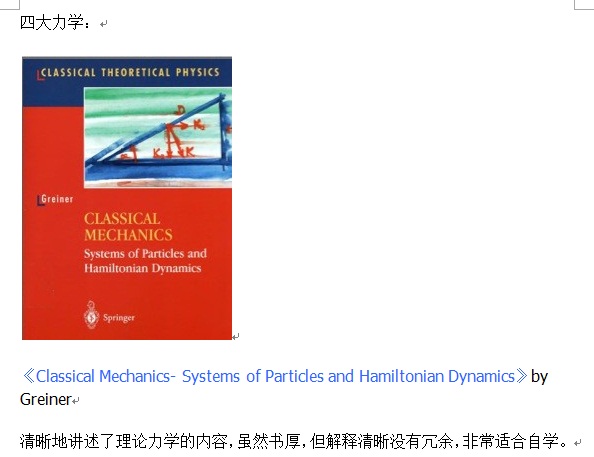 四大力学：
CLASSICAL THEORETICAL PHYSICS
Greiner
CLASSICAL
MECHANICS
Systems of Particles and
Hamiltonian Dynamics
Springer
《Classical Mechanics- Systems of Particles and Hamiltonian Dynamics》by
Greiner
清晰地讲述了理论力学的内容，虽然书厚，但解释清晰没有冗余，非常适合自学。